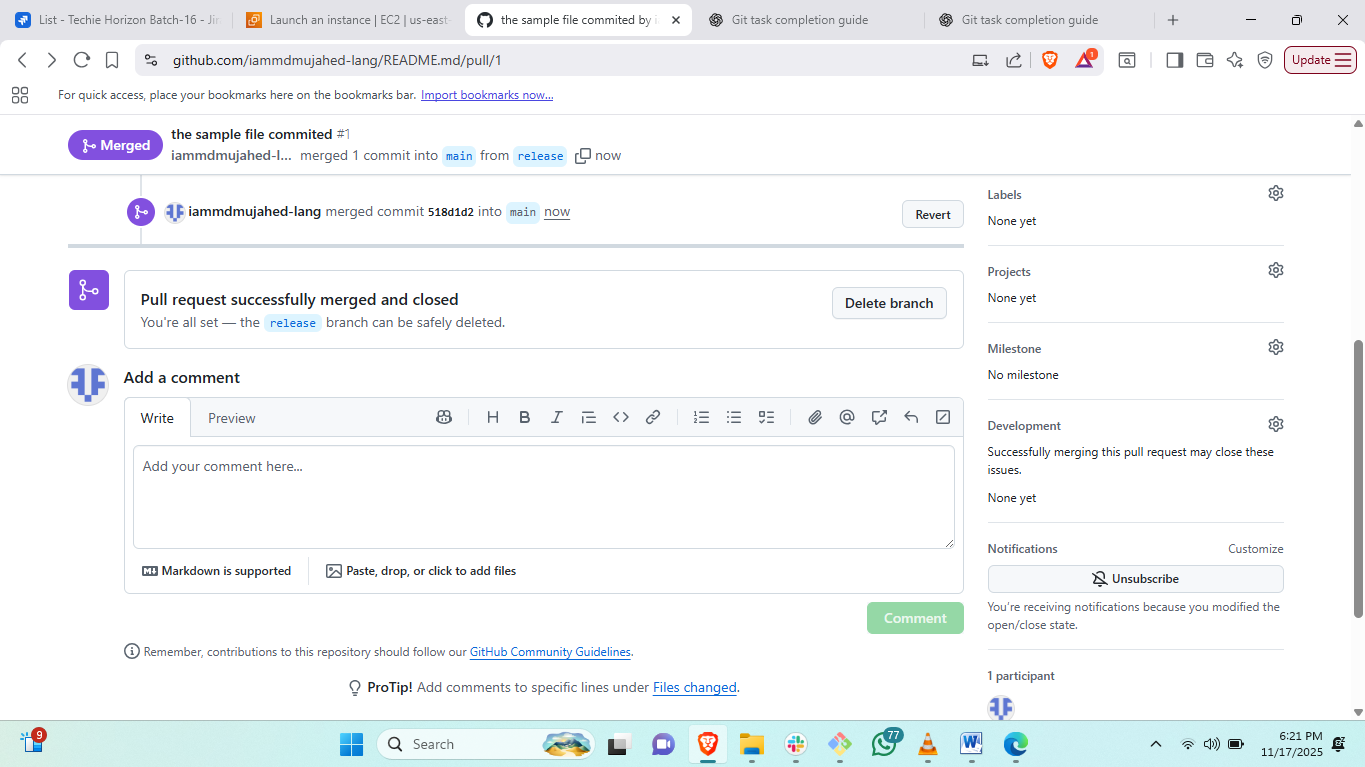 List - Techie Horizon Batch-16 - Jir
Launch an instance | EC2 | us-east-
the sample file commited by i
Git task completion guide
Git task completion guide
github.com/iammdmujahed-lang/README.md/pull/1
1
Update
For quick access, place your bookmarks here on the bookmarks bar. Import bookmarks now...
Merged
the sample file commited #1
iammdmujahed-l... merged 1 commit into main from release now
iammdmujahed-lang merged commit 518d1d2 into main now
Revert
Pull request successfully merged and closed
You're all set — the release branch can be safely deleted.
Delete branch
Add a comment
Write
Preview
Add your comment here...
Markdown is supported
Paste, drop, or click to add files
Comment
Remember, contributions to this repository should follow our GitHub Community Guidelines.
ProTip! Add comments to specific lines under Files changed.
Labels
None yet
Projects
None yet
Milestone
No milestone
Development
Successfully merging this pull request may close these
issues.
None yet
Notifications
Customize
Unsubscribe
You're receiving notifications because you modified the
open/close state.
1 participant
9
Search
77
6:21 PM
11/17/2025